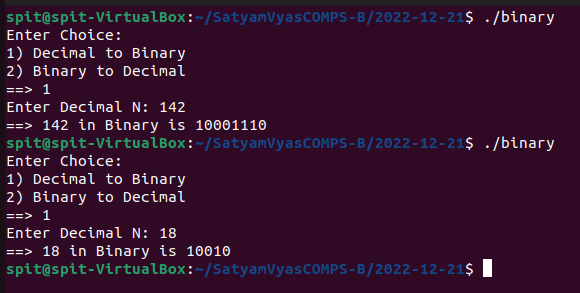 spit@spit-VirtualBox:~/SatyamVyasCOMPS-B/2022-12-21$ ./binary
Enter Choice:
1) Decimal to Binary
2) Binary to Decimal
==> 1
Enter Decimal N: 142
==> 142 in Binary is 10001110
spit@spit-VirtualBox:~/SatyamVyasCOMPS-B/2022-12-21$ ./binary
Enter Choice:
1) Decimal to Binary
2) Binary to Decimal
==> 1
Enter Decimal N: 18
==> 18 in Binary is 10010
spit@spit-VirtualBox:~/SatyamVyasCOMPS-B/2022-12-21$